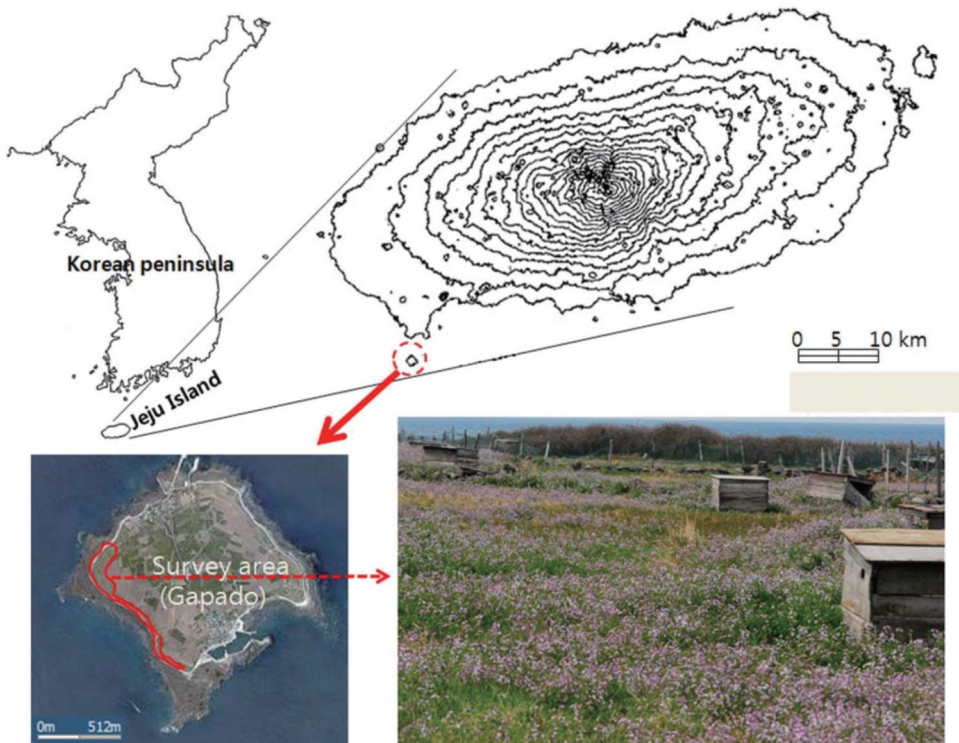 Korean peninsula
Jeju Island
0 5 10 km
Survey area
(Gapado)
0m 512m